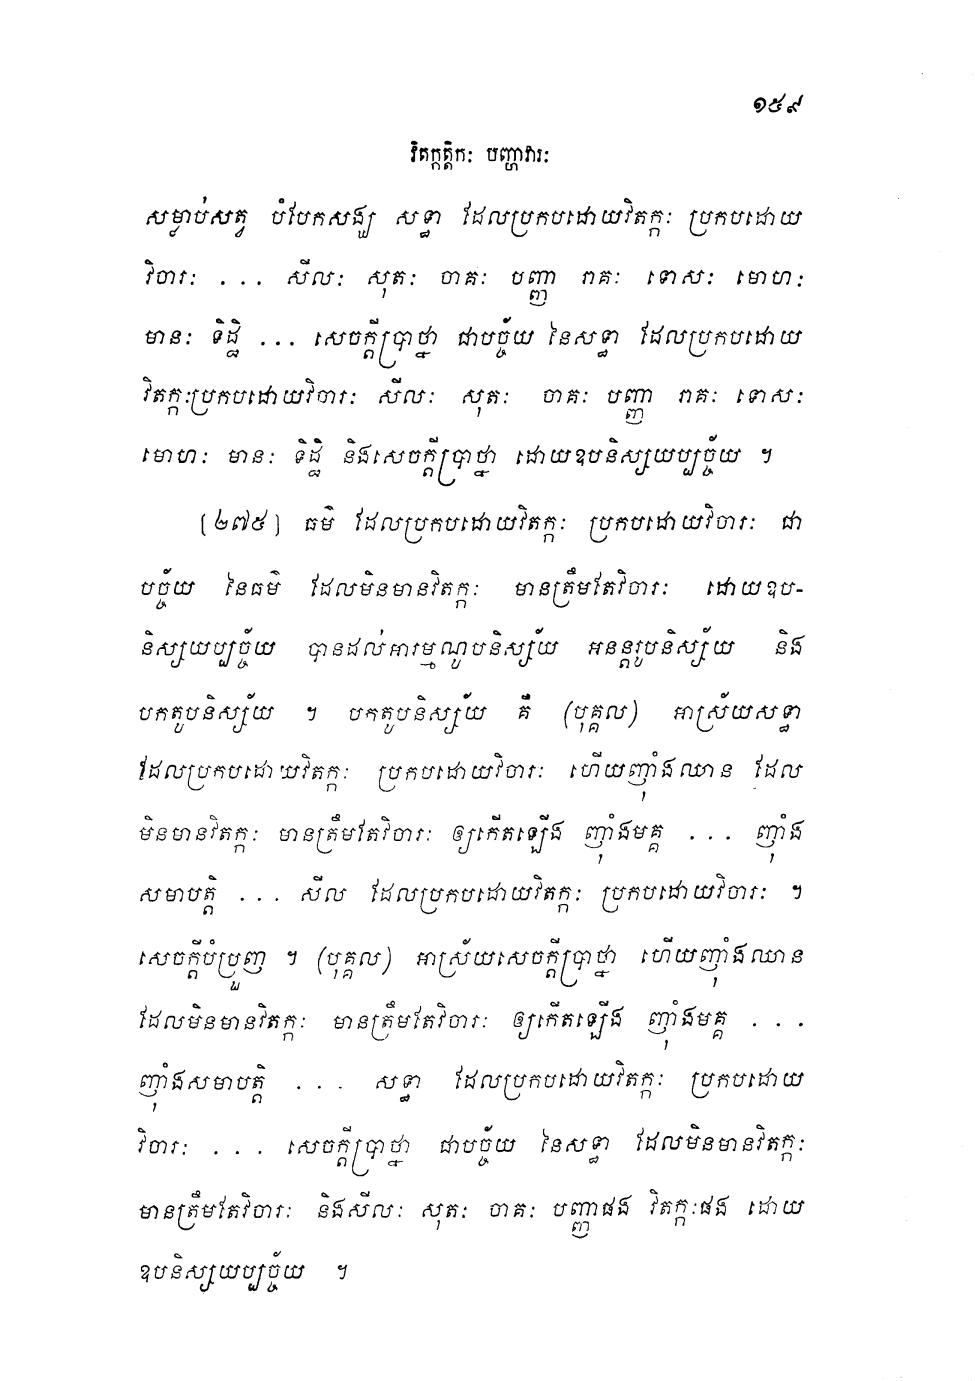 ១៥៩
វិតក្កត្តិកៈ បញ្ហាវារៈ
សម្លាប់សត្វ បំបែកសង្ឃ សទ្ធា ដែលប្រកបដោយវិតក្កៈ ប្រកបដោយ
វិចារៈ ... សីលៈ សុតៈ ចាគៈ បញ្ញា រាគៈ ទោសៈ មោហៈ
មានៈ ទិដ្ឋិ ... សេចក្តីប្រាថ្នា ជាបច្ច័យ នៃសទ្ធា ដែលប្រកបដោយ
វិតក្កៈប្រកបដោយវិចារៈ សីលៈ សុតៈ ចាគៈ បញ្ញា រាគៈ ទោសៈ
មោហៈ មានៈ ទិដ្ឋិ និងសេចក្តីប្រាថ្នា ដោយឧបនិស្សយប្បច្ច័យ ។
[២៧៥] ធម៌ ដែលប្រកបដោយវិតក្កៈ ប្រកបដោយវិចារៈ ជា
បច្ច័យ នៃធម៌ ដែលមិនមានវិតក្កៈ មានត្រឹមតែវិចារៈ ដោយឧប-
និស្សយប្បច្ច័យ បានដល់អារម្មណូបនិស្ស័យ អនន្តរូបនិស្ស័យ និង
បកតូបនិស្ស័យ ។ បកតូបនិស្ស័យ គឺ (បុគ្គល) អាស្រ័យសទ្ធា
ដែលប្រកបដោយវិតក្កៈ ប្រកបដោយវិចារៈ ហើយញ៉ាំងឈាន ដែល
មិនមានវិតក្កៈ មានត្រឹមតែវិចារៈ ឲ្យកើតឡើង ញ៉ាំងមគ្គ ... ញ៉ាំង
សមាបត្តិ ... សីល ដែលប្រកបដោយវិតក្កៈ ប្រកបដោយវិចារៈ ។
សេចក្តីបំប្រួញ ។ (បុគ្គល) អាស្រ័យសេចក្តីប្រាថ្នា ហើយញ៉ាំងឈាន
ដែលមិនមានវិតក្កៈ មានត្រឹមតែវិចារៈ ឲ្យកើតឡើង ញ៉ាំងមគ្គ ...
ញ៉ាំងសមាបត្តិ ... សទ្ធា ដែលប្រកបដោយវិតក្កៈ ប្រកបដោយ
វិចារៈ ... សេចក្តីប្រាថ្នា ជាបច្ច័យ នៃសទ្ធា ដែលមិនមានវិតក្កៈ
មានត្រឹមតែវិចារៈ និងសីលៈ សុតៈ ចាគៈ បញ្ញាផង វិតក្កៈផង ដោយ
ឧបនិស្សយប្បច្ច័យ ។